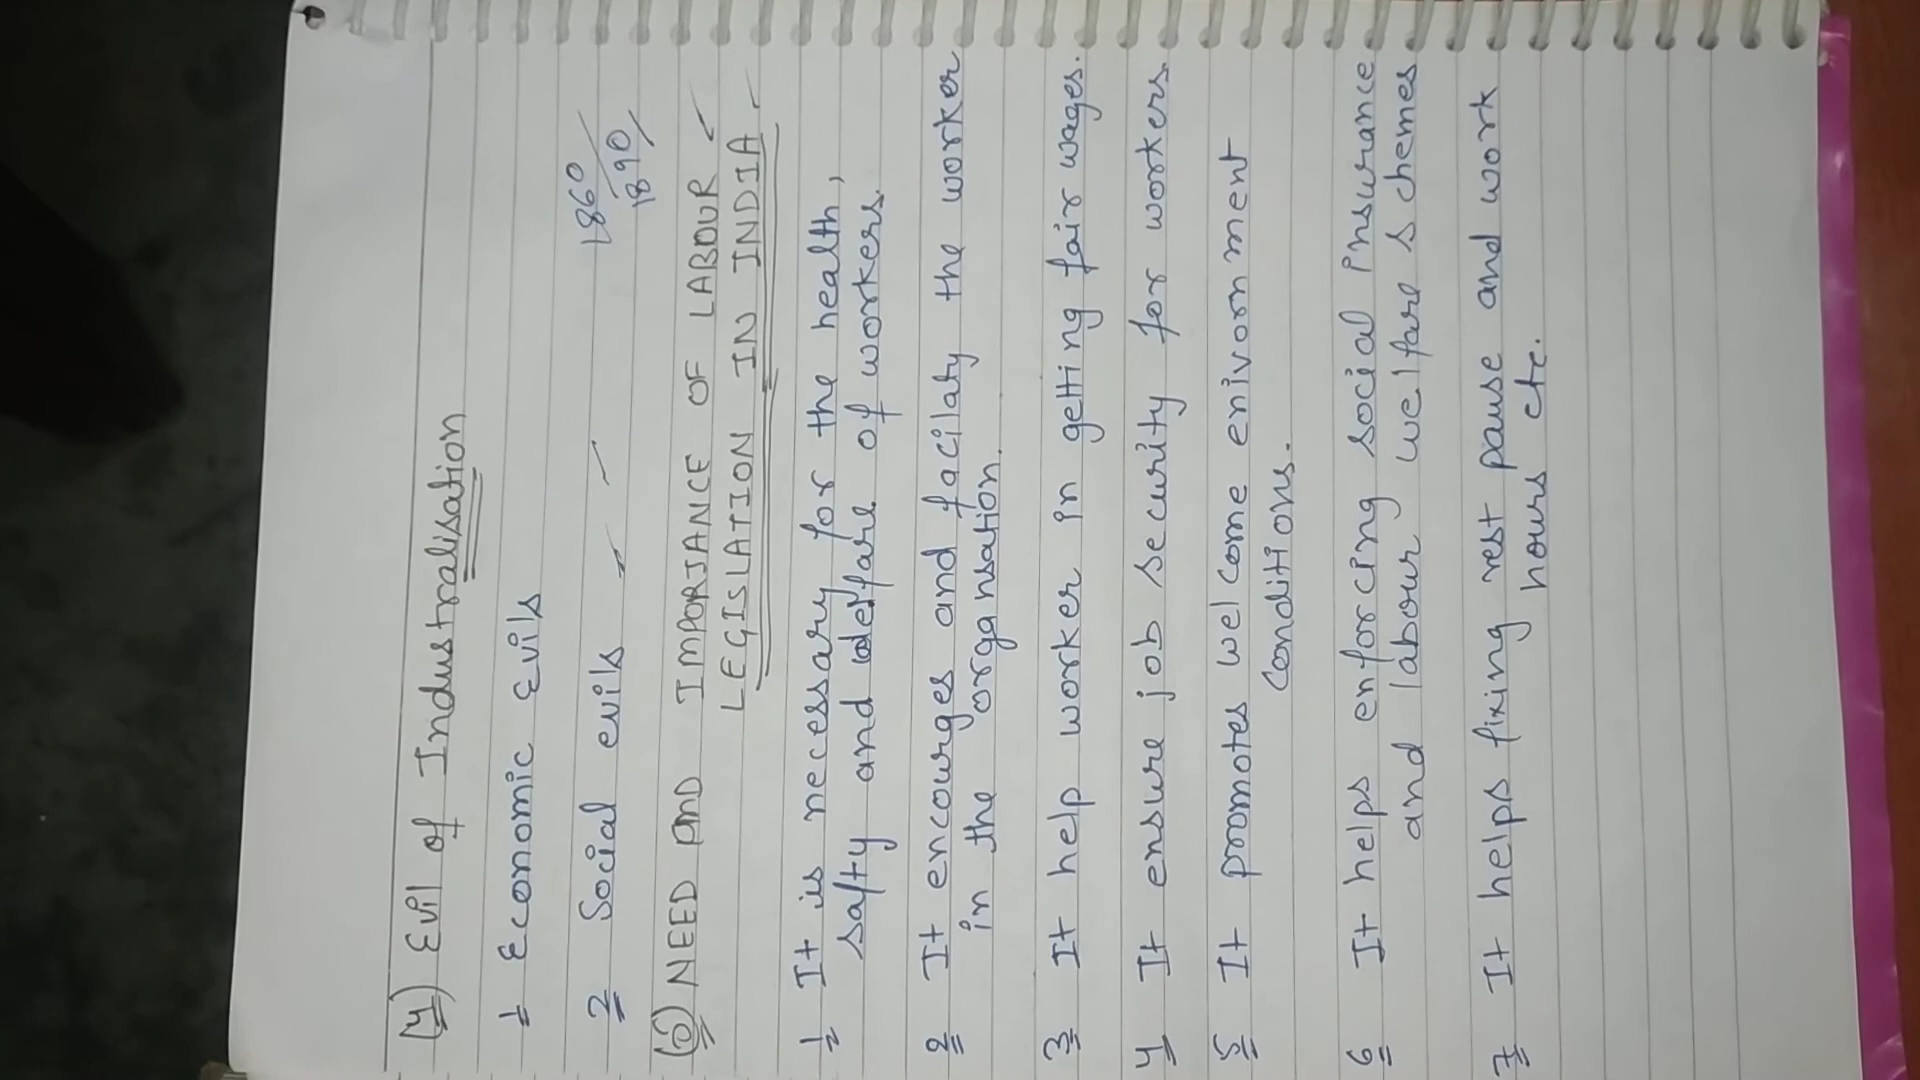 (4) Evil of Industralisation
1 Economic Evils
2 Social evils
1860
1890
(5) NEED AND IMPORTANCE OF LABOUR
LEGISLATION IN INDIA
1 It is necessary for the health,
safty and welfare of workers.
2 It encourges and facilaty the worker
in the organsation.
3 It help worker in getting fair wages.
4 It ensure job security for workers.
5 It promotes welcome enivornment
Conditions.
6 It helps enforcing social insurance
and labour welfare schemes
7 It helps fixing rest pause and work
hours etc.